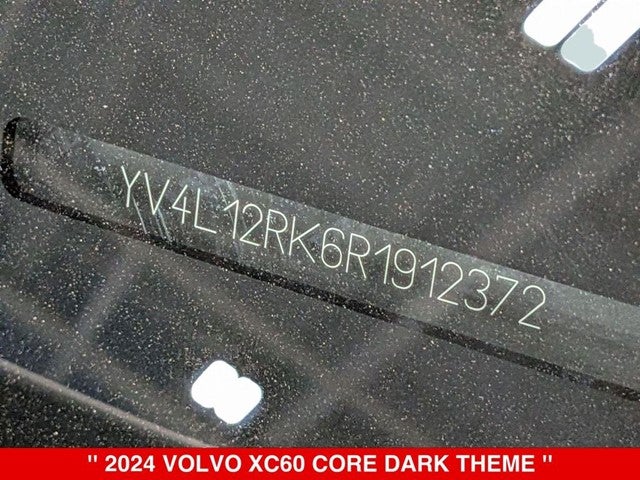 YV4L12RK6R1912372
" 2024 VOLVO XC60 CORE DARK THEME "